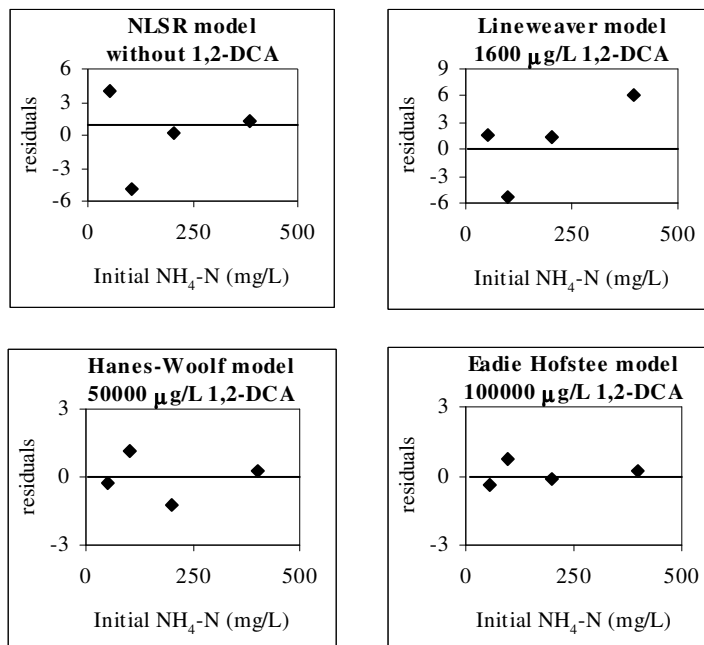 NLSR model
without 1,2-DCA
6
3
0
-3
-6
residuals
0
250
500
Initial NH₄-N (mg/L)
Lineweaver model
1600 µg/L 1,2-DCA
9
6
3
0
-3
-6
residuals
0
250
500
Initial NH₄-N (mg/L)
Hanes-Woolf model
50000 µg/L 1,2-DCA
3
0
-3
residuals
0
250
500
Initial NH₄-N (mg/L)
Eadie Hofstee model
100000 µg/L 1,2-DCA
3
0
-3
residuals
0
250
500
Initial NH₄-N (mg/L)